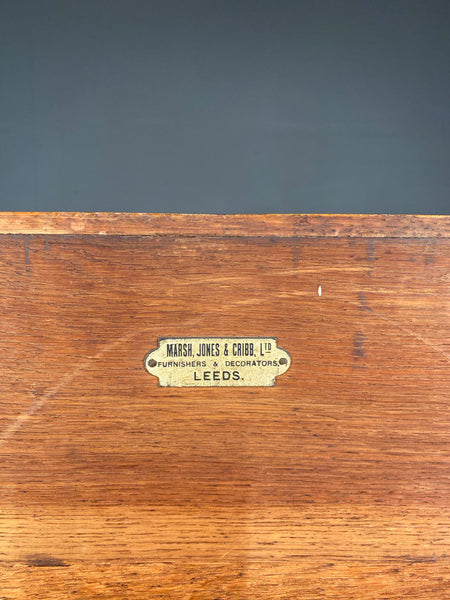 MARSH, JONES & CRIBB, LTD
FURNISHERS & DECORATORS,
LEEDS.